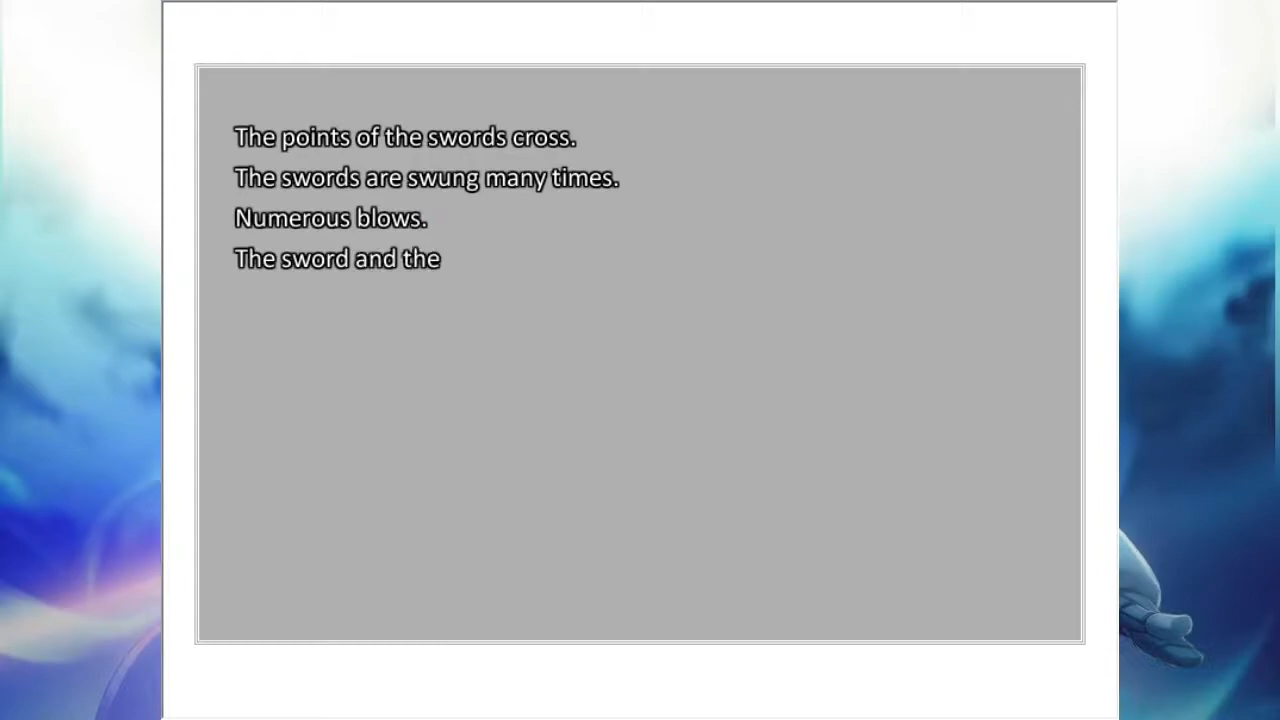 The points of the swords cross.
The swords are swung many times.
Numerous blows.
The sword and the